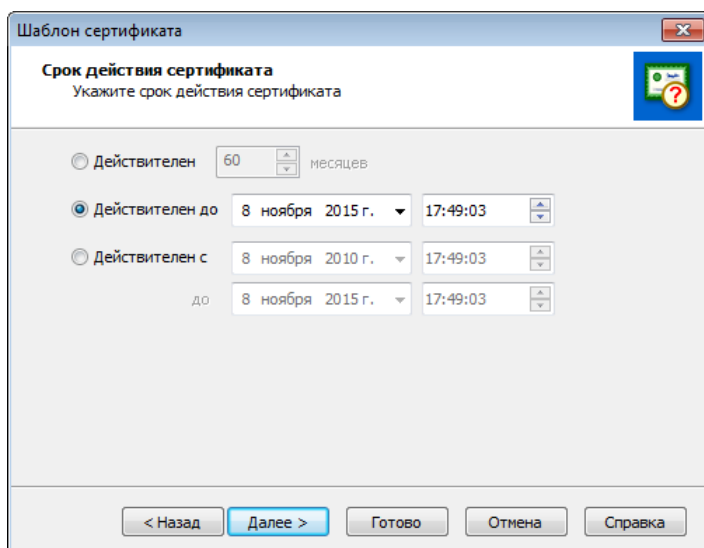 Шаблон сертификата
Срок действия сертификата
Укажите срок действия сертификата
Действителен 60 месяцев
Действителен до 8 ноября 2015 г. 17:49:03
Действителен с 8 ноября 2010 г. 17:49:03
до 8 ноября 2015 г. 17:49:03
< Назад Далее > Готово Отмена Справка